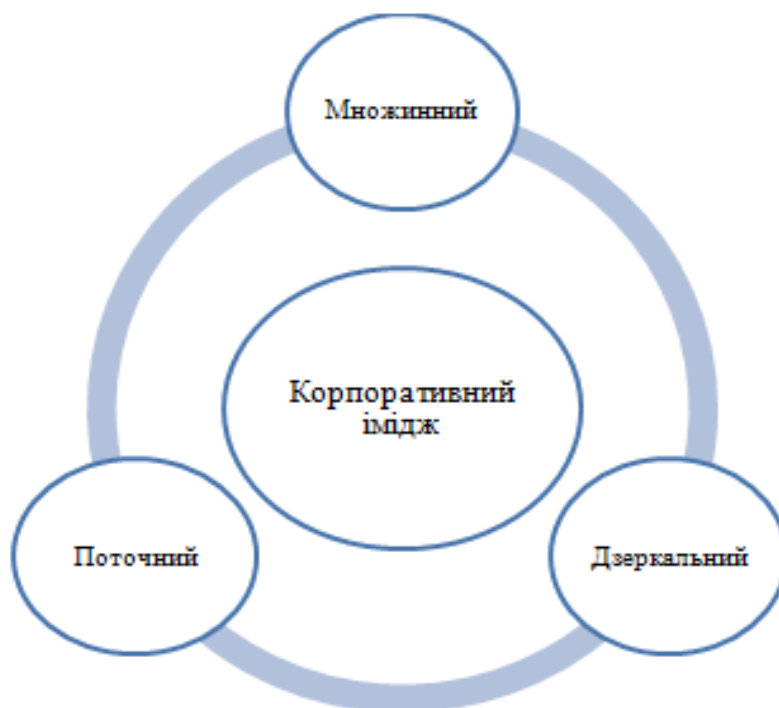 Множинний
Корпоративний
імідж
Поточний
Дзеркальний